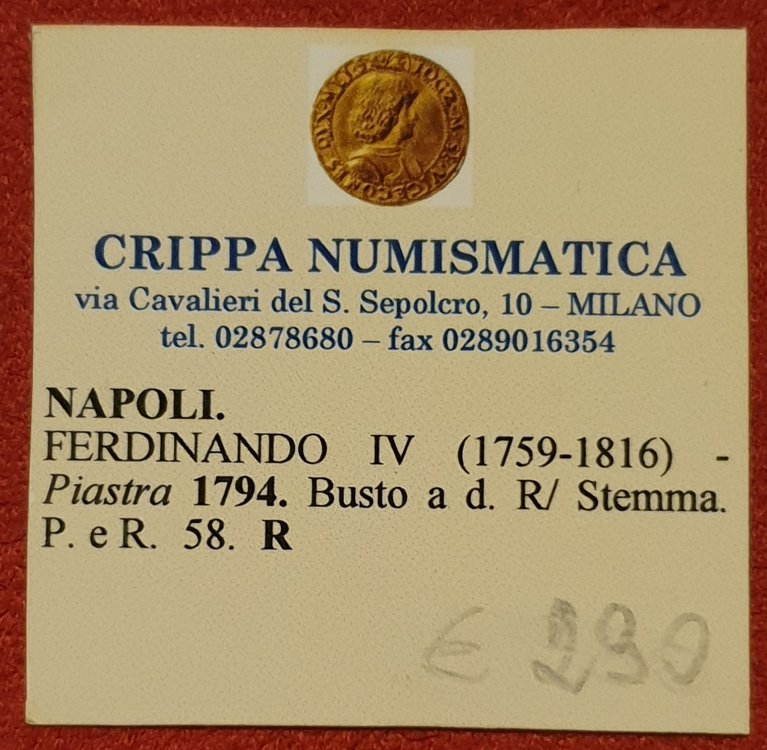 CRIPPA NUMISMATICA
via Cavalieri del S. Sepolcro, 10 – MILANO
tel. 02878680 – fax 0289016354
NAPOLI.
FERDINANDO IV (1759-1816) -
Piastra 1794. Busto a d. R/ Stemma.
P. e R. 58. R
€ 290